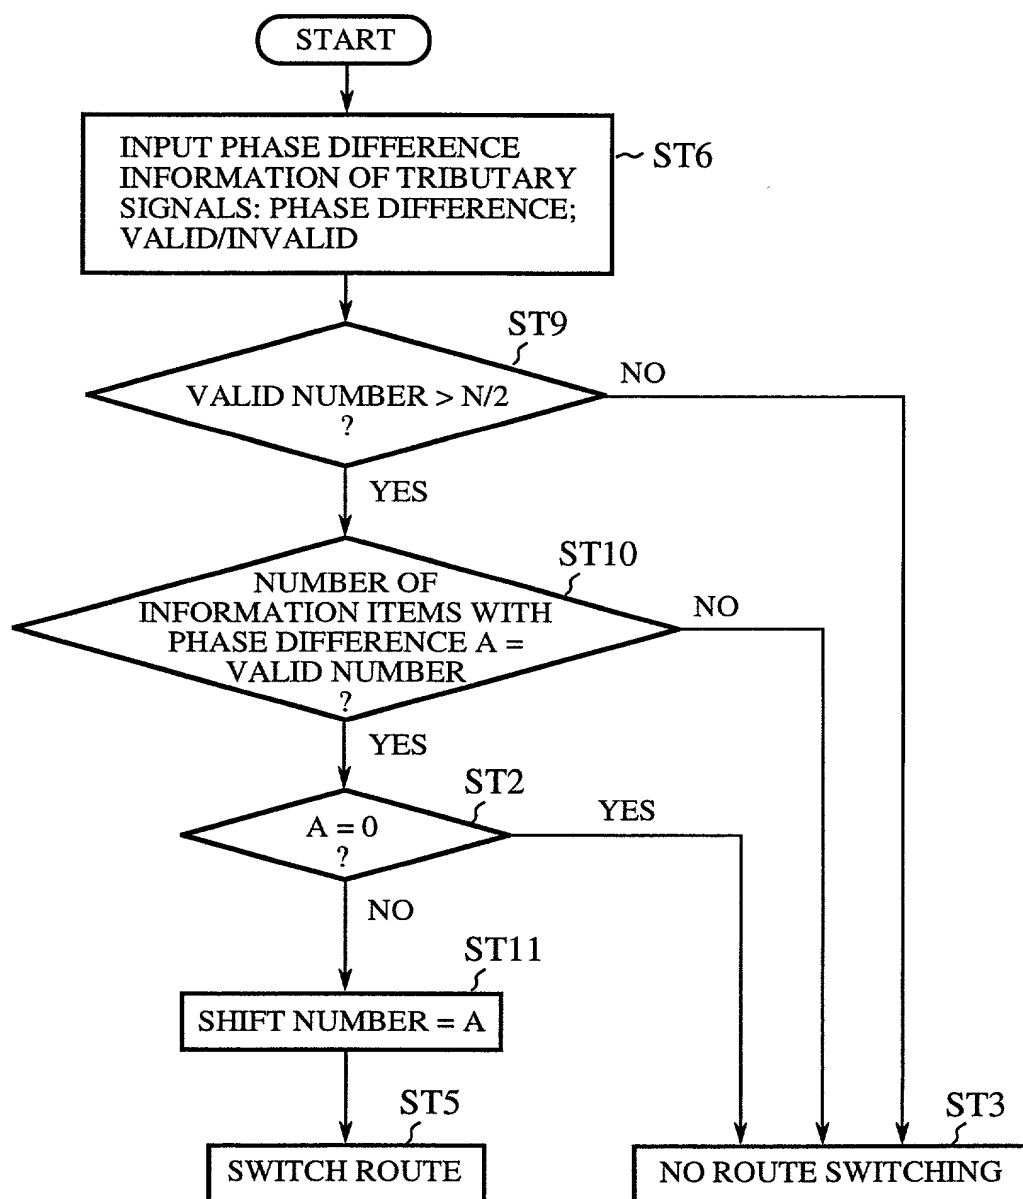 START
INPUT PHASE DIFFERENCE
INFORMATION OF TRIBUTARY
SIGNALS: PHASE DIFFERENCE;
VALID/INVALID
ST6
ST9
VALID NUMBER > N/2
?
NO
YES
ST10
NUMBER OF
INFORMATION ITEMS WITH
PHASE DIFFERENCE A =
VALID NUMBER
?
NO
YES
ST2
A = 0
?
YES
NO
ST11
SHIFT NUMBER = A
ST5
SWITCH ROUTE
ST3
NO ROUTE SWITCHING